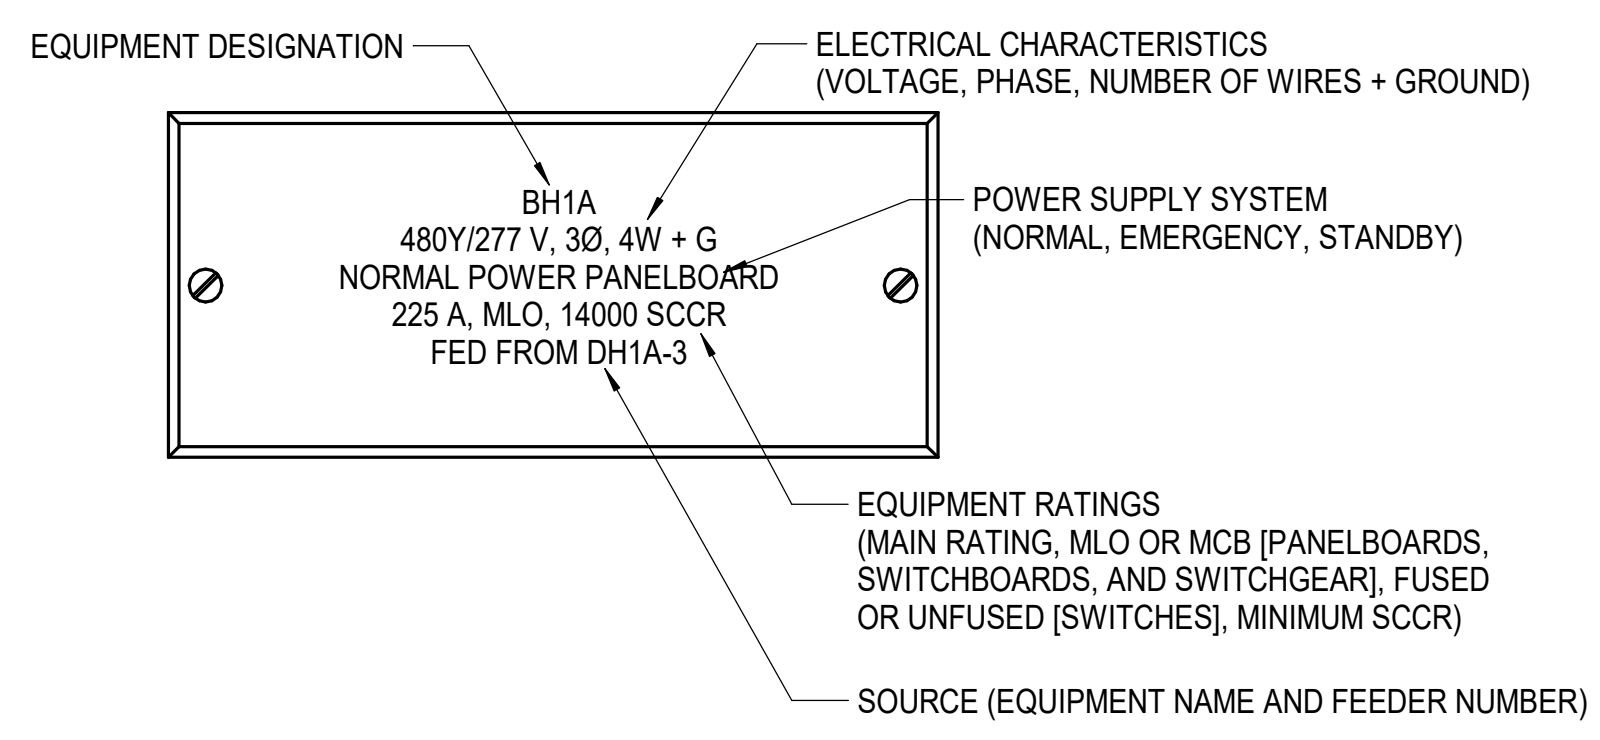 EQUIPMENT DESIGNATION
ELECTRICAL CHARACTERISTICS
(VOLTAGE, PHASE, NUMBER OF WIRES + GROUND)
BH1A
480Y/277 V, 3Ø, 4W + G
NORMAL POWER PANELBOARD
225 A, MLO, 14000 SCCR
FED FROM DH1A-3
POWER SUPPLY SYSTEM
(NORMAL, EMERGENCY, STANDBY)
EQUIPMENT RATINGS
(MAIN RATING, MLO OR MCB [PANELBOARDS,
SWITCHBOARDS, AND SWITCHGEAR], FUSED
OR UNFUSED [SWITCHES], MINIMUM SCCR)
SOURCE (EQUIPMENT NAME AND FEEDER NUMBER)